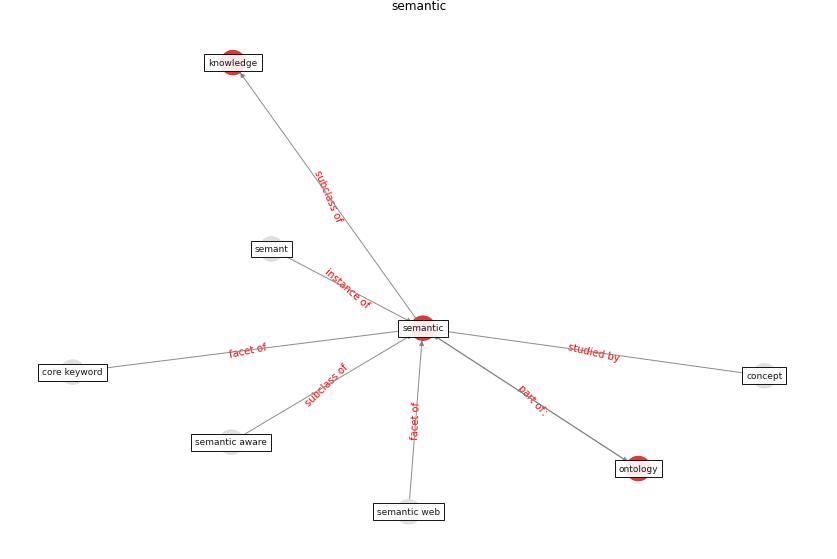 semantic
knowledge
subclass of
semant
instance of
semantic
facet of
studied by
core keyword
concept
subclass of
part of:
facet of
semantic aware
ontology
semantic web